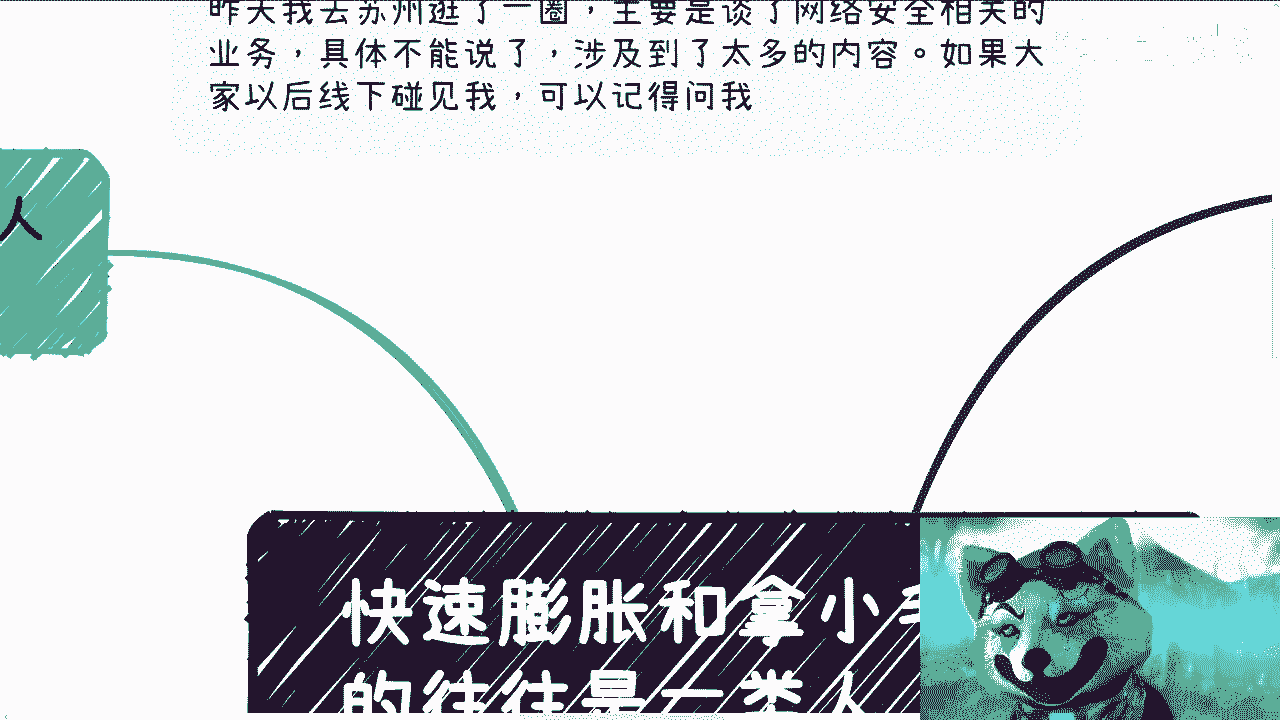 昨天我去苏州逛了一圈，主要是谈了网络安全相关的
业务，具体不能说了，涉及到了太多的内容。如果大
家以后线下碰见我，可以记得问我
人
快速膨胀和拿小
的往往是一类人